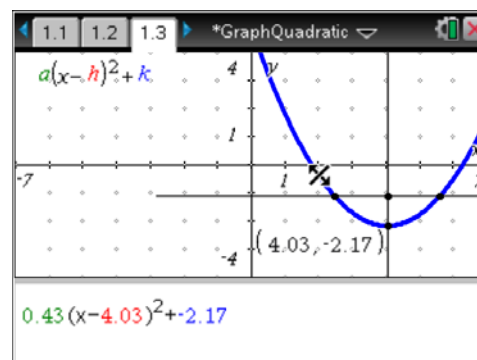 1.1 1.2 1.3 *GraphQuadratic
a(x-h)²+k
4 y
1
-7 1
-4 (4.03,-2.17)
0.43(x-4.03)²+-2.17